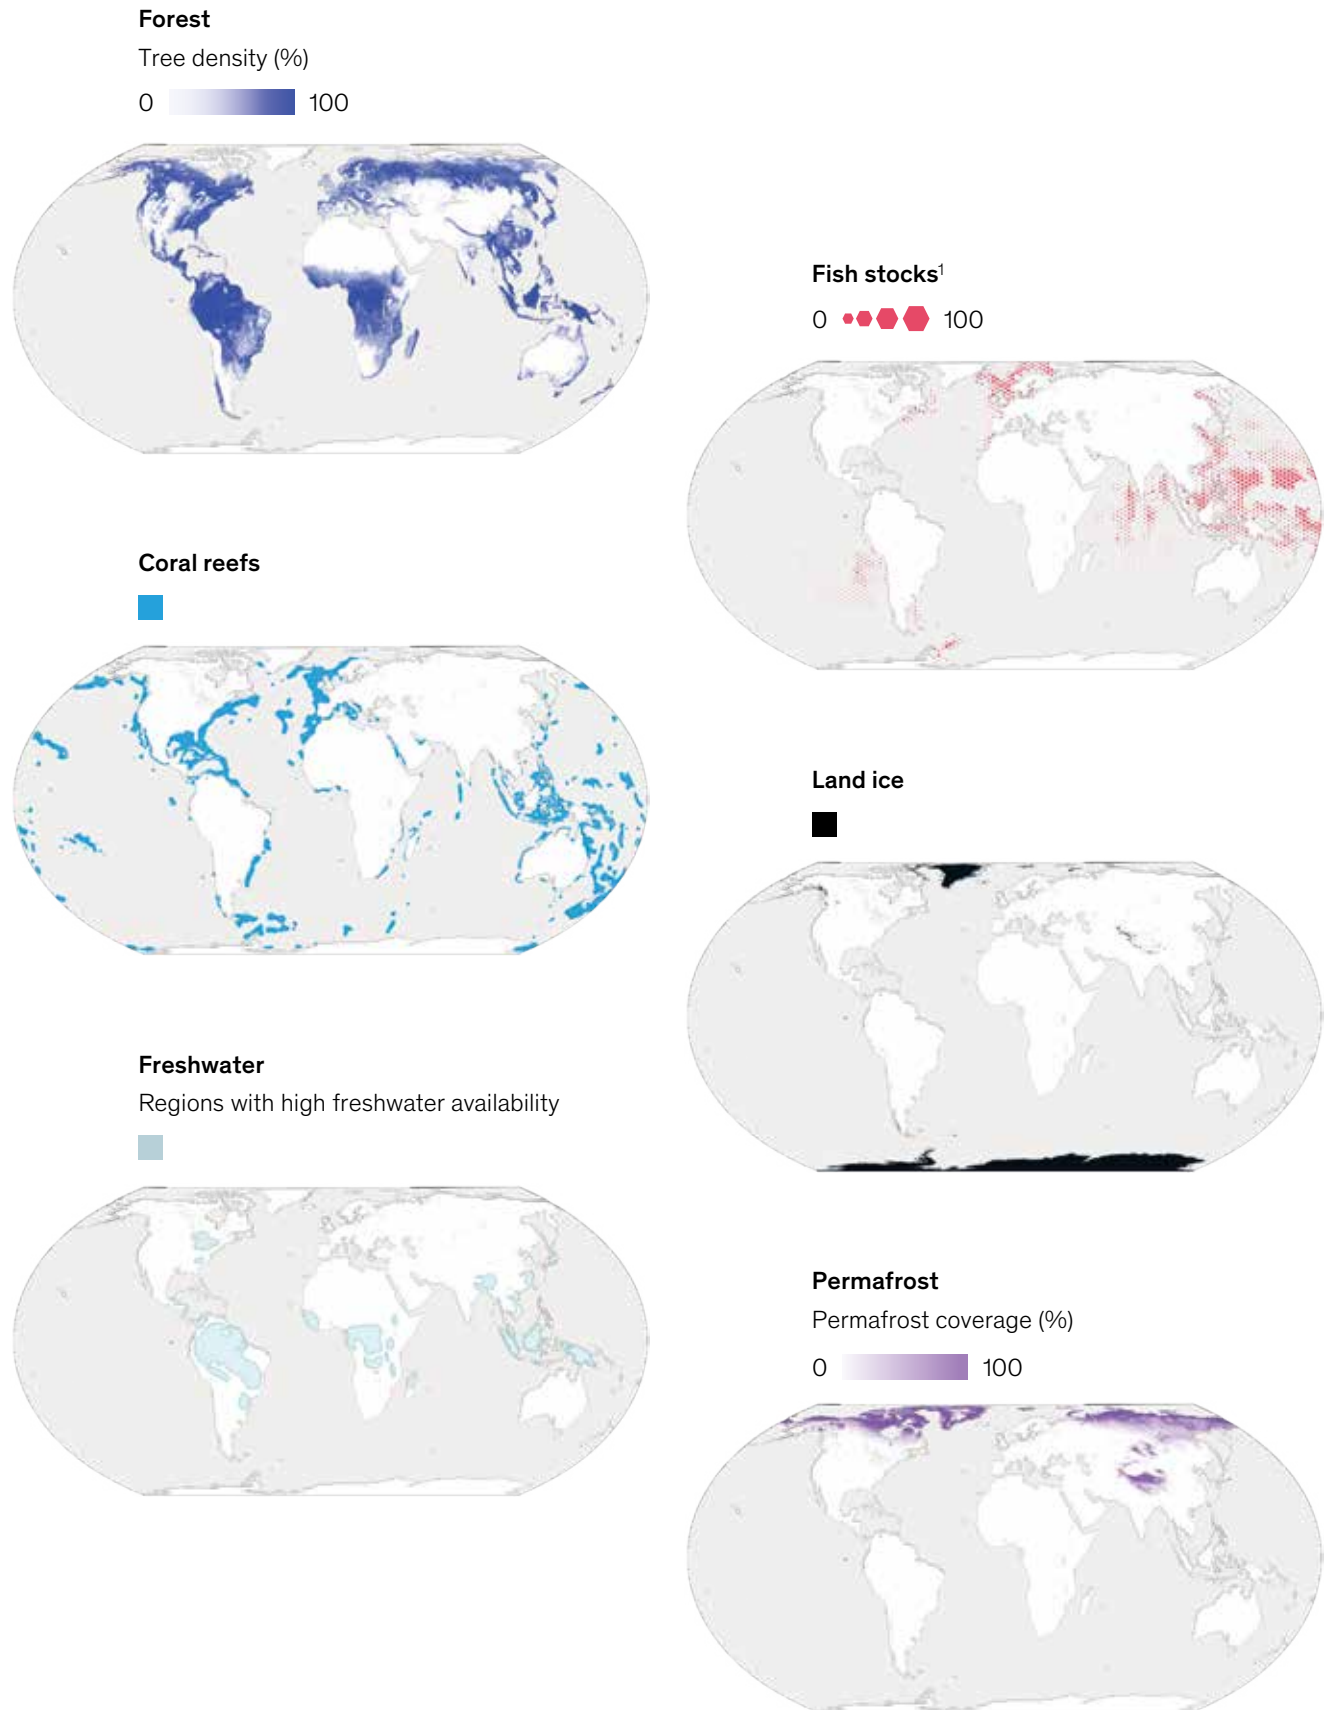 Forest
Tree density (%)
0 100
Fish stocks¹
0 100
Coral reefs
Land ice
Freshwater
Regions with high freshwater availability
Permafrost
Permafrost coverage (%)
0 100